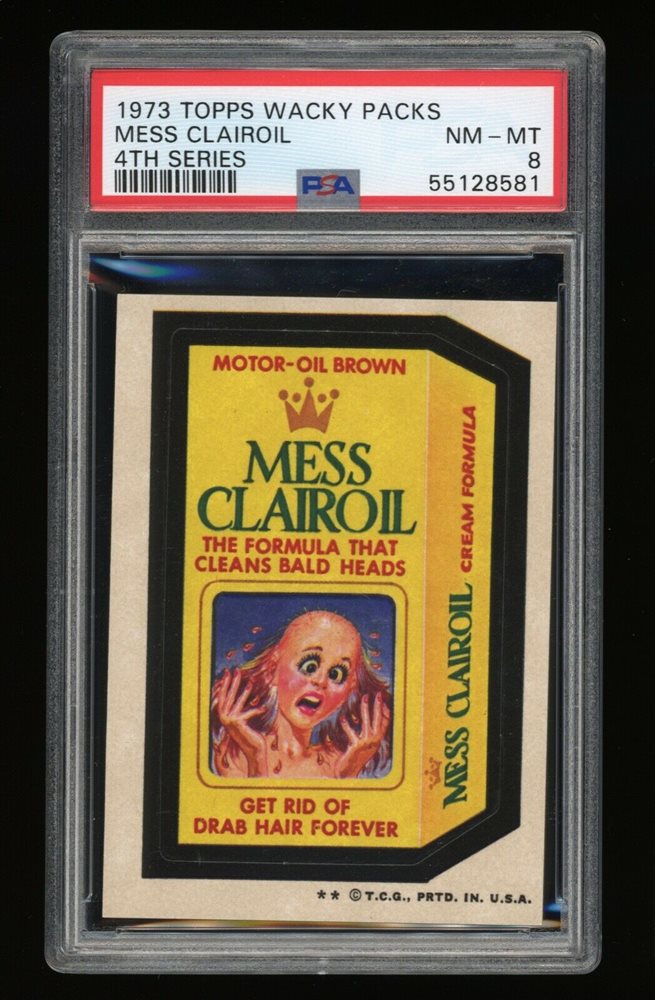 1973 TOPPS WACKY PACKS
MESS CLAIROIL NM - MT
4TH SERIES 8
PSA 55128581
MOTOR-OIL BROWN
MESS
CLAIROIL
THE FORMULA THAT
CLEANS BALD HEADS
GET RID OF
DRAB HAIR FOREVER
MESS CLAIROIL CREAM FORMULA
** © T.C.G., PRTD. IN. U.S.A.